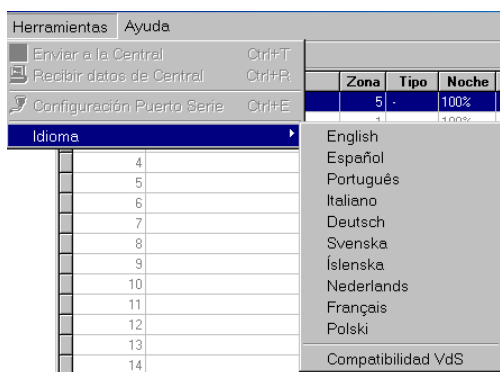 Herramientas Ayuda
Enviar a la Central Ctrl+T
Recibir datos de Central Ctrl+R
Zona Tipo Noche
5 - 100%
Configuración Puerto Serie Ctrl+E
1 100%
Idioma
English
4
Español
5
Português
6
Italiano
7
Deutsch
8
Svenska
9
Íslenska
10
Nederlands
11
Français
12
Polski
13
Compatibilidad VdS
14